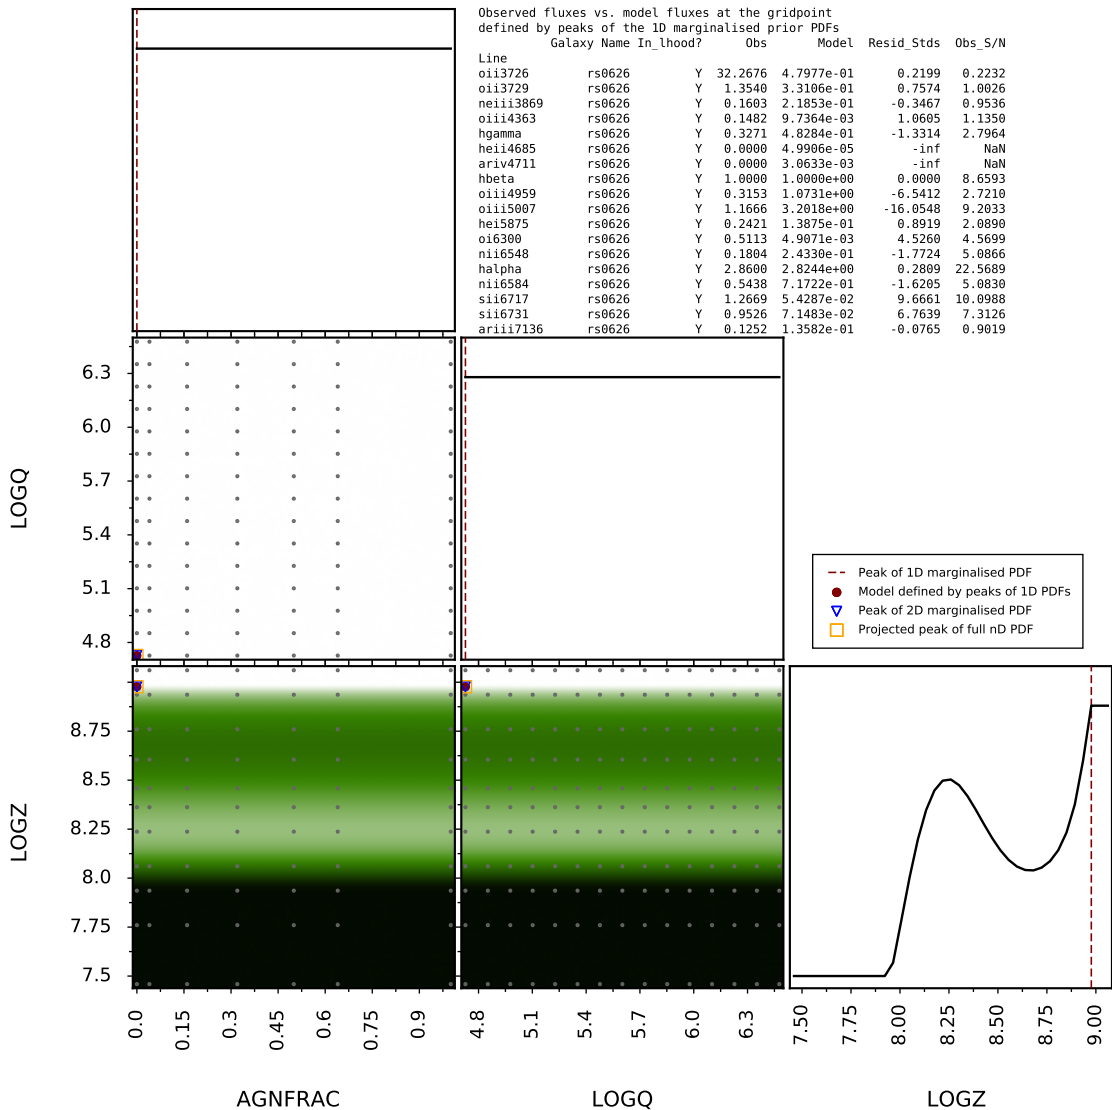 Observed fluxes vs. model fluxes at the gridpoint
defined by peaks of the 1D marginalised prior PDFs
Galaxy Name In_lhood? Obs Model Resid_Stds Obs_S/N
Line
oii3726 rs0626 Y 32.2676 4.7977e-01 0.2199 0.2232
oii3729 rs0626 Y 1.3540 3.3106e-01 0.7574 1.0026
neiii3869 rs0626 Y 0.1603 2.1853e-01 -0.3467 0.9536
oiii4363 rs0626 Y 0.1482 9.7364e-03 1.0605 1.1350
hgamma rs0626 Y 0.3271 4.8284e-01 -1.3314 2.7964
heii4685 rs0626 Y 0.0000 4.9906e-05 -inf NaN
ariv4711 rs0626 Y 0.0000 3.0633e-03 -inf NaN
hbeta rs0626 Y 1.0000 1.0000e+00 0.0000 8.6593
oiii4959 rs0626 Y 0.3153 1.0731e+00 -6.5412 2.7210
oiii5007 rs0626 Y 1.1666 3.2018e+00 -16.0548 9.2033
hei5875 rs0626 Y 0.2421 1.3875e-01 0.8919 2.0890
oi6300 rs0626 Y 0.5113 4.9071e-03 4.5260 4.5699
nii6548 rs0626 Y 0.1804 2.4330e-01 -1.7724 5.0866
halpha rs0626 Y 2.8600 2.8244e+00 0.2809 22.5689
nii6584 rs0626 Y 0.5438 7.1722e-01 -1.6205 5.0830
sii6717 rs0626 Y 1.2669 5.4287e-02 9.6661 10.0988
sii6731 rs0626 Y 0.9526 7.1483e-02 6.7639 7.3126
ariii7136 rs0626 Y 0.1252 1.3582e-01 -0.0765 0.9019
6.3
6.0
5.7
5.4
5.1
4.8
LOGQ
Peak of 1D marginalised PDF
Model defined by peaks of 1D PDFs
Peak of 2D marginalised PDF
Projected peak of full nD PDF
8.75
8.5
8.25
8.0
7.75
7.5
LOGZ
0.0 0.15 0.3 0.45 0.6 0.75 0.9
4.8 5.1 5.4 5.7 6.0 6.3
7.50 7.75 8.00 8.25 8.50 8.75 9.00
AGNFRAC LOGQ LOGZ